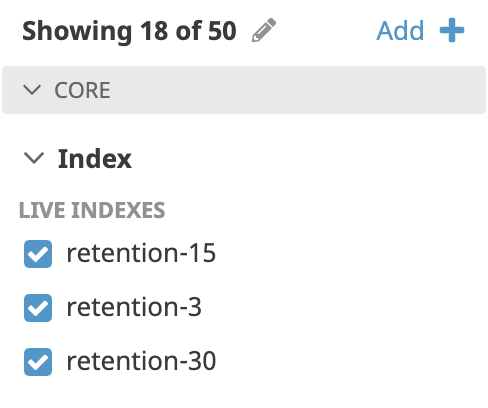 Showing 18 of 50 Add
CORE
Index
LIVE INDEXES
retention-15
retention-3
retention-30